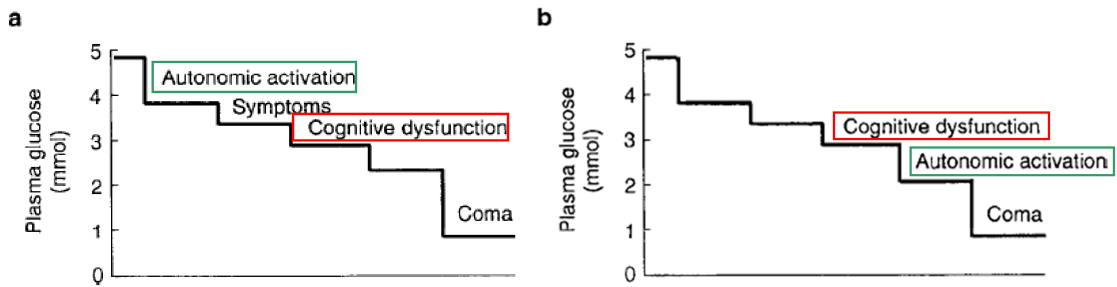 a
5
4
3
2
1
0
Plasma glucose
(mmol)
Autonomic activation
Symptoms
Cognitive dysfunction
Coma
b
5
4
3
2
1
0
Plasma glucose
(mmol)
Cognitive dysfunction
Autonomic activation
Coma